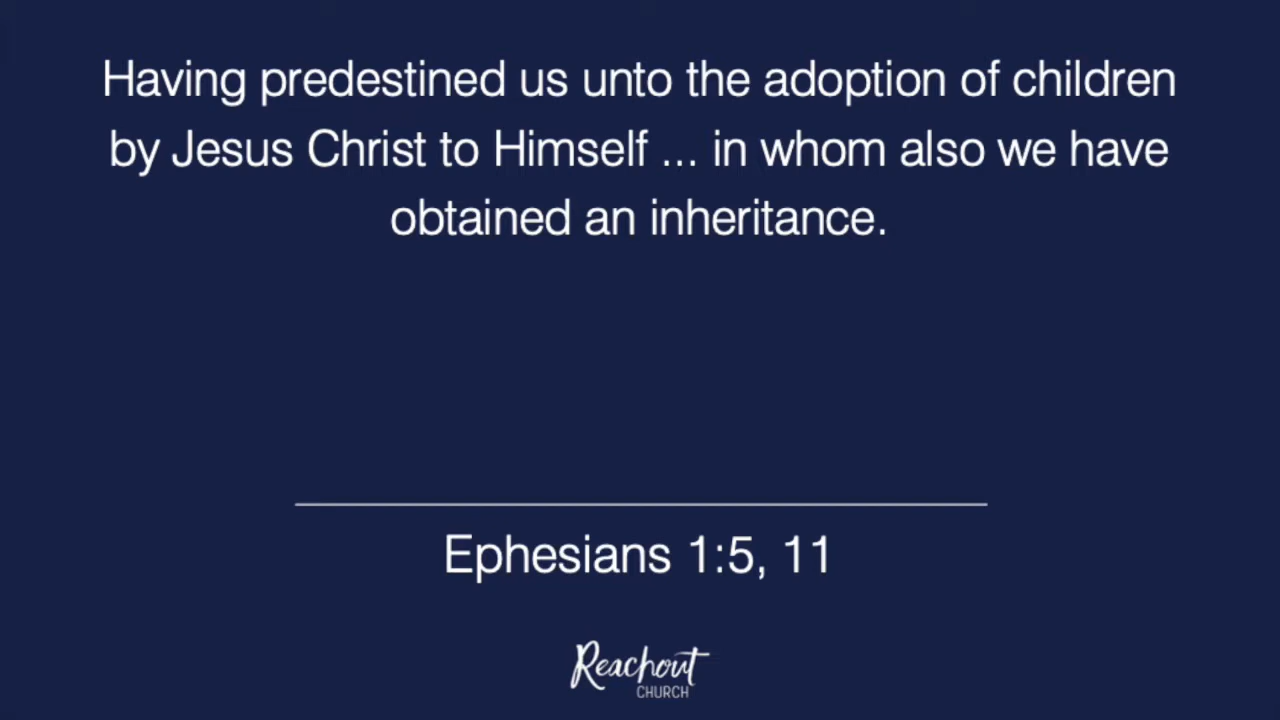 Having predestined us unto the adoption of children
by Jesus Christ to Himself ... in whom also we have
obtained an inheritance.
Ephesians 1:5, 11
Reachout
CHURCH